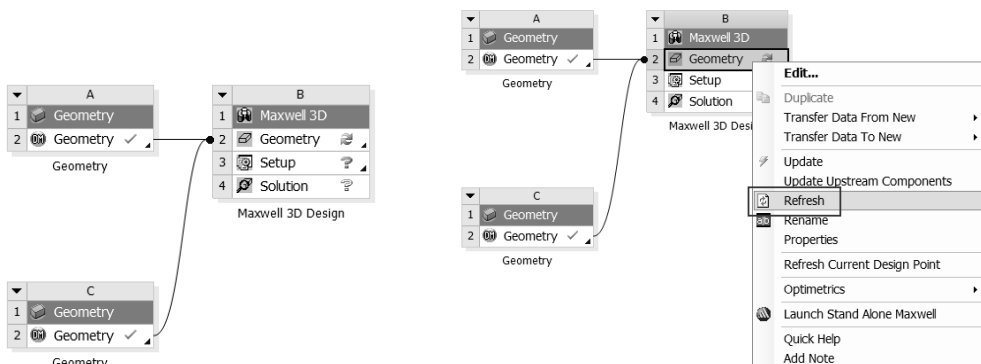 A
1 Geometry
2 Geometry
Geometry
B
1 Maxwell 3D
2 Geometry
3 Setup ?
4 Solution ?
Maxwell 3D Design
C
1 Geometry
2 Geometry
Geometry
A
1 Geometry
2 Geometry
Geometry
B
1 Maxwell 3D
2 Geometry
3 Setup
4 Solution
Maxwell 3D Desi
C
1 Geometry
2 Geometry
Geometry
Edit...
Duplicate
Transfer Data From New
Transfer Data To New
Update
Update Upstream Components
Refresh
Rename
Properties
Refresh Current Design Point
Optimetrics
Launch Stand Alone Maxwell
Quick Help
Add Note